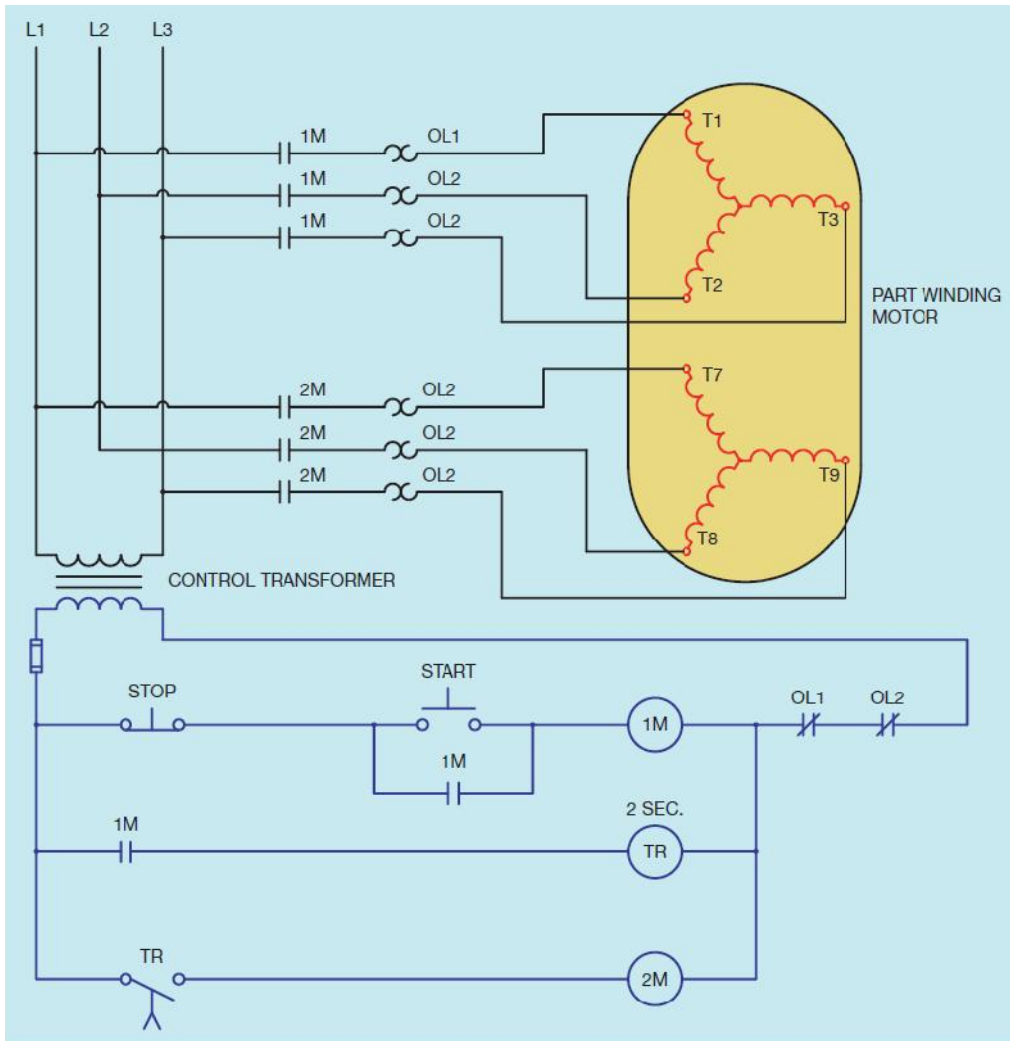 L1 L2 L3
1M OL1
1M OL2
1M OL2
T1
T3
T2
PART WINDING
MOTOR
2M OL2
2M OL2
2M OL2
T7
T9
T8
CONTROL TRANSFORMER
STOP
START
1M
1M
OL1 OL2
1M
2 SEC.
TR
TR
2M